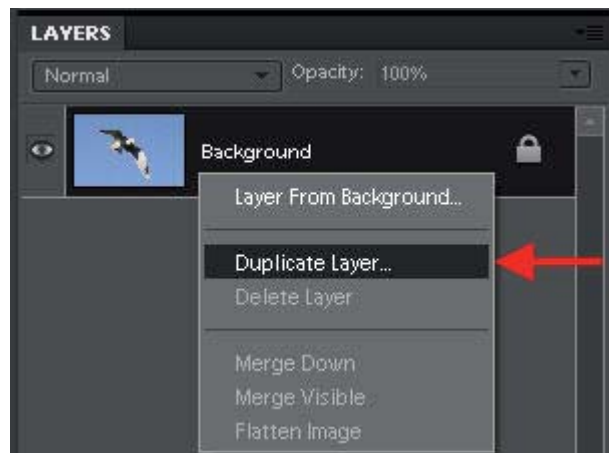 LAYERS
Normal Opacity: 100%
Background
Layer From Background...
Duplicate Layer...
Delete Layer
Merge Down
Merge Visible
Flatten Image